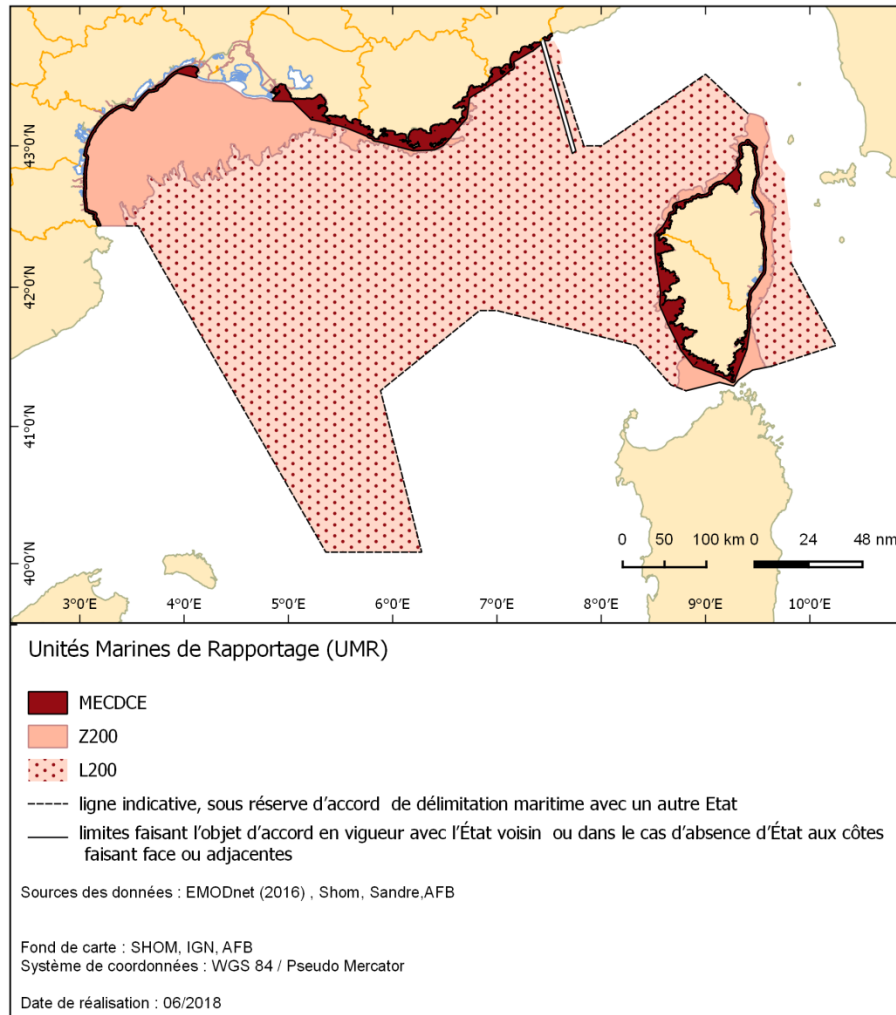 43°0'N
42°0'N
41°0'N
40°0'N
0 50 100 km 0 24 48 nm
3°0'E 4°0'E 5°0'E 6°0'E 7°0'E 8°0'E 9°0'E 10°0'E
Unités Marines de Rapportage (UMR)
MECDCE
Z200
L200
ligne indicative, sous réserve d'accord de délimitation maritime avec un autre Etat
limites faisant l'objet d'accord en vigueur avec l'État voisin ou dans le cas d'absence d'État aux côtes
faisant face ou adjacentes
Sources des données : EMODnet (2016) , Shom, Sandre,AFB
Fond de carte : SHOM, IGN, AFB
Système de coordonnées : WGS 84 / Pseudo Mercator
Date de réalisation : 06/2018